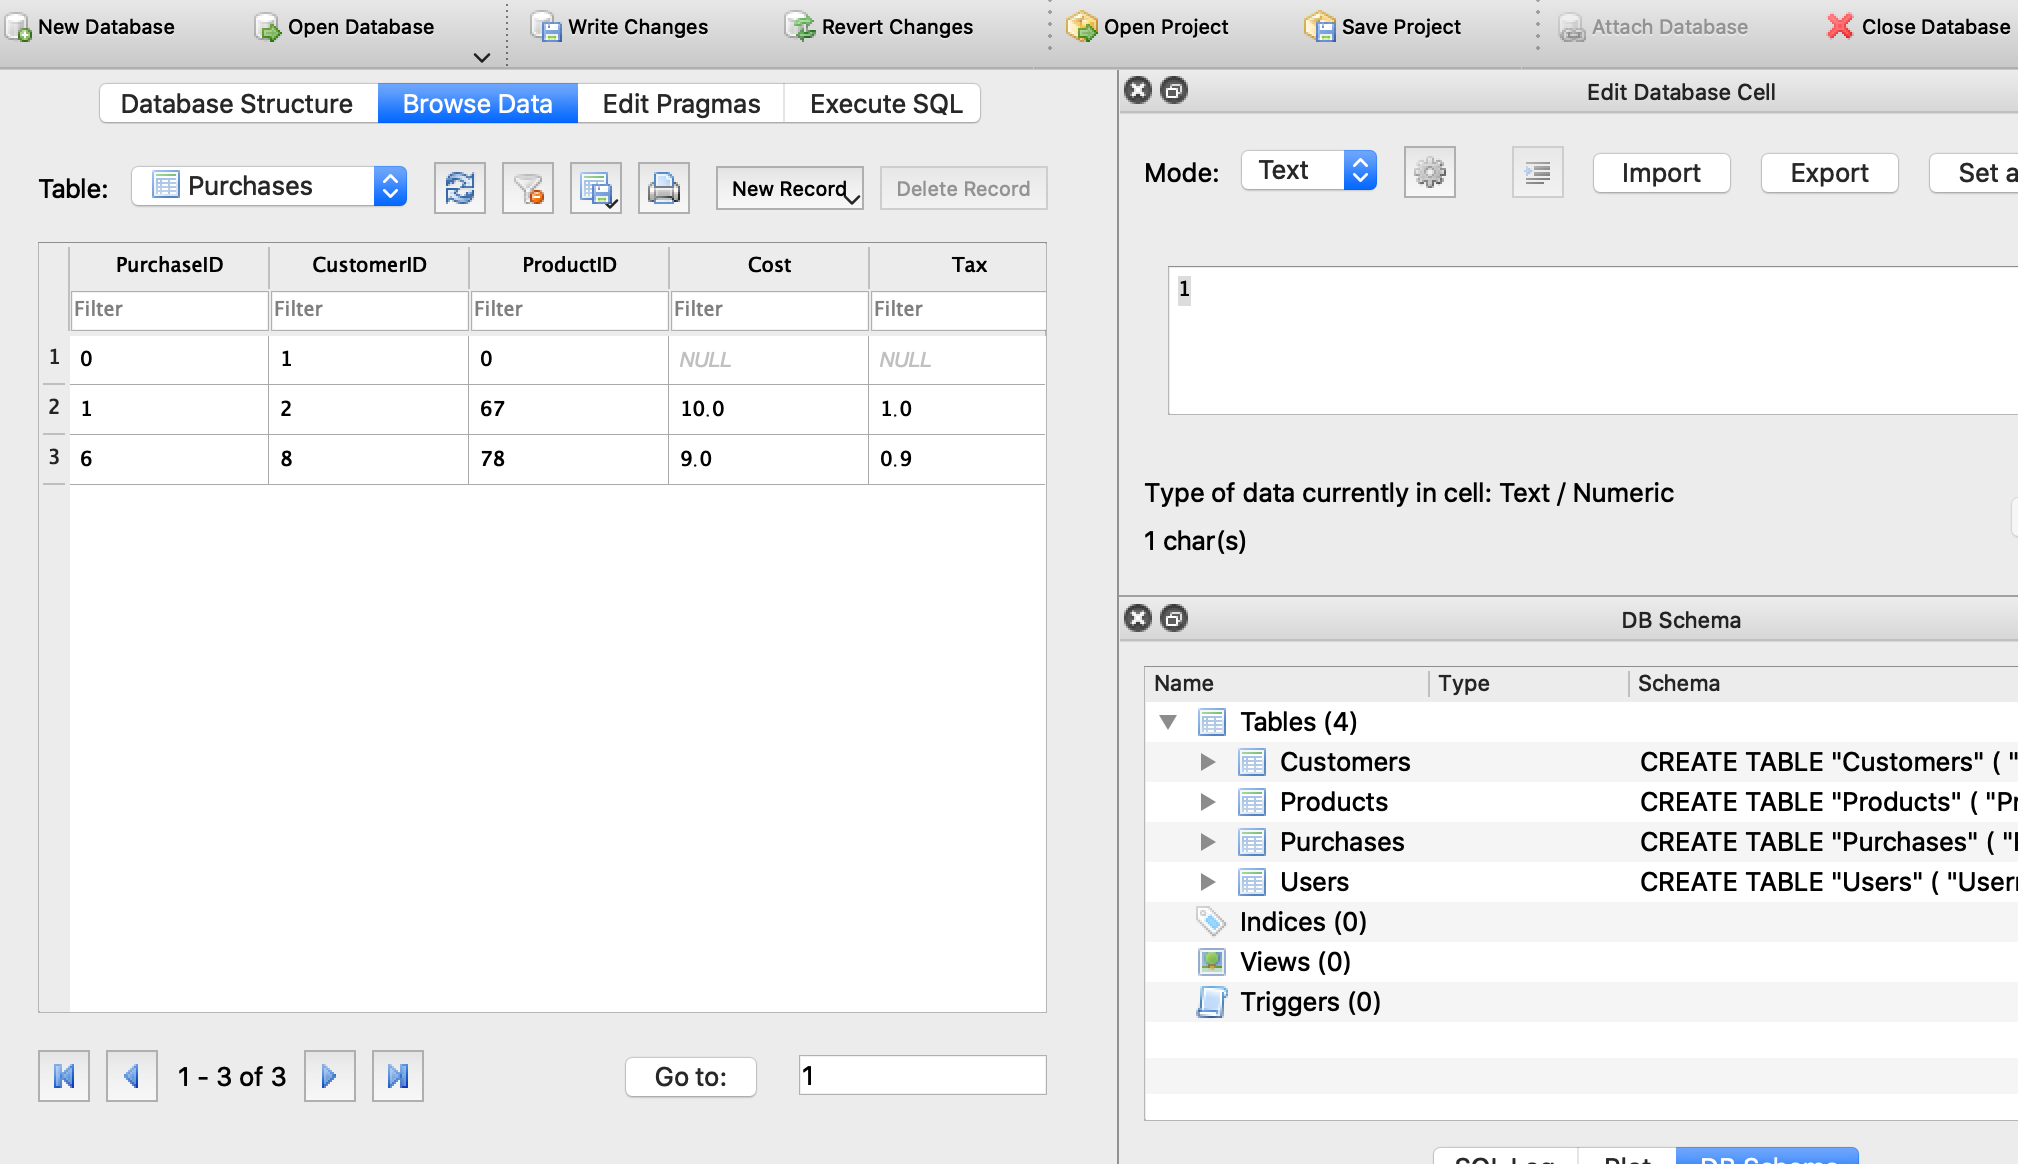 New Database
Open Database
Write Changes
Revert Changes
Open Project
Save Project
Attach Database
Close Database
Database Structure
Browse Data
Edit Pragmas
Execute SQL
Table: Purchases
New Record
Delete Record
PurchaseID CustomerID ProductID Cost Tax
Filter Filter Filter Filter Filter
1 0 1 0 NULL NULL
2 1 2 67 10.0 1.0
3 6 8 78 9.0 0.9
1 - 3 of 3
Go to: 1
Edit Database Cell
Mode: Text
Import
Export
Set a
1
Type of data currently in cell: Text / Numeric
1 char(s)
DB Schema
Name Type Schema
Tables (4)
Customers CREATE TABLE "Customers" ( "
Products CREATE TABLE "Products" ( "Pr
Purchases CREATE TABLE "Purchases" ( "
Users CREATE TABLE "Users" ( "User
Indices (0)
Views (0)
Triggers (0)
SQL Log Plot DB Schema